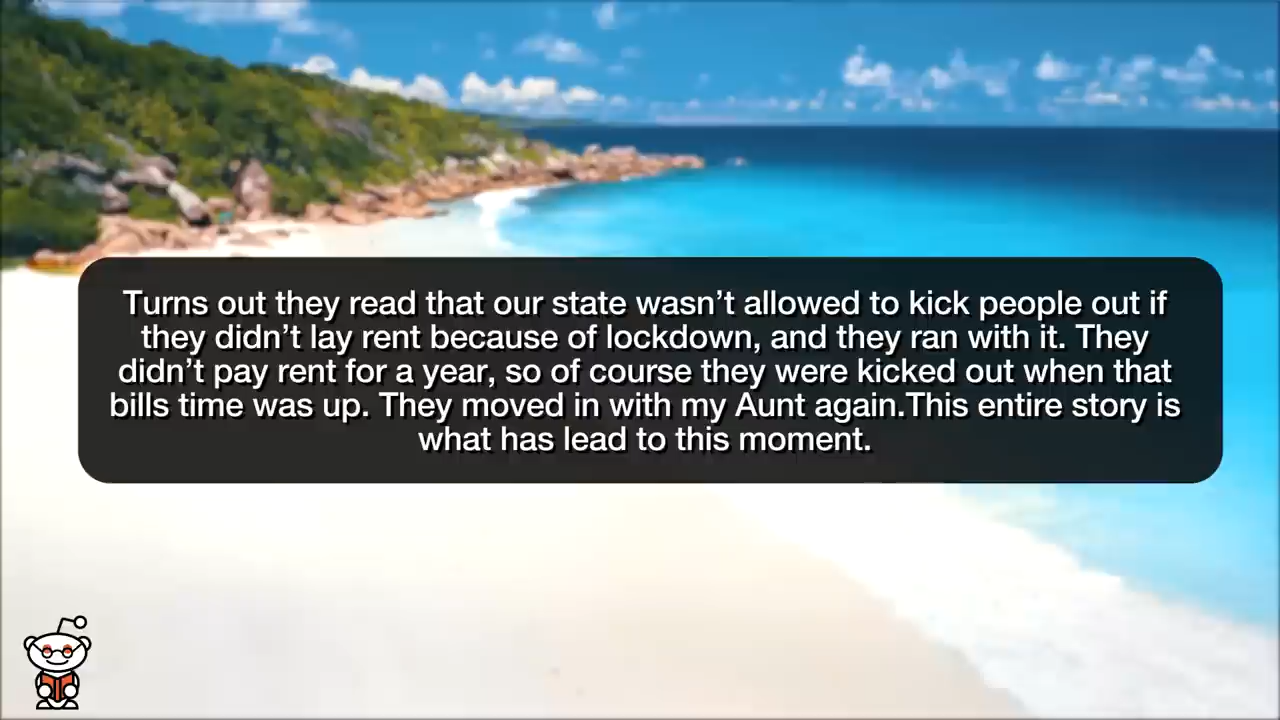 Turns out they read that our state wasn’t allowed to kick people out if
they didn’t lay rent because of lockdown, and they ran with it. They
didn’t pay rent for a year, so of course they were kicked out when that
bills time was up. They moved in with my Aunt again.This entire story is
what has lead to this moment.